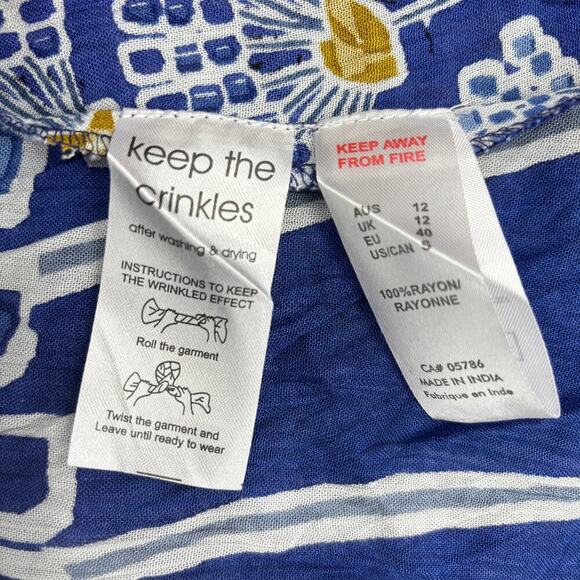 keep the
crinkles
after washing & drying
INSTRUCTIONS TO KEEP
THE WRINKLED EFFECT
Roll the garment
Twist the garment and
Leave until ready to wear
KEEP AWAY
FROM FIRE
AUS 12
UK 12
EU 40
US/CAN S
100%RAYON/
RAYONNE
CA# 05786
MADE IN INDIA
Fabrique en Inde